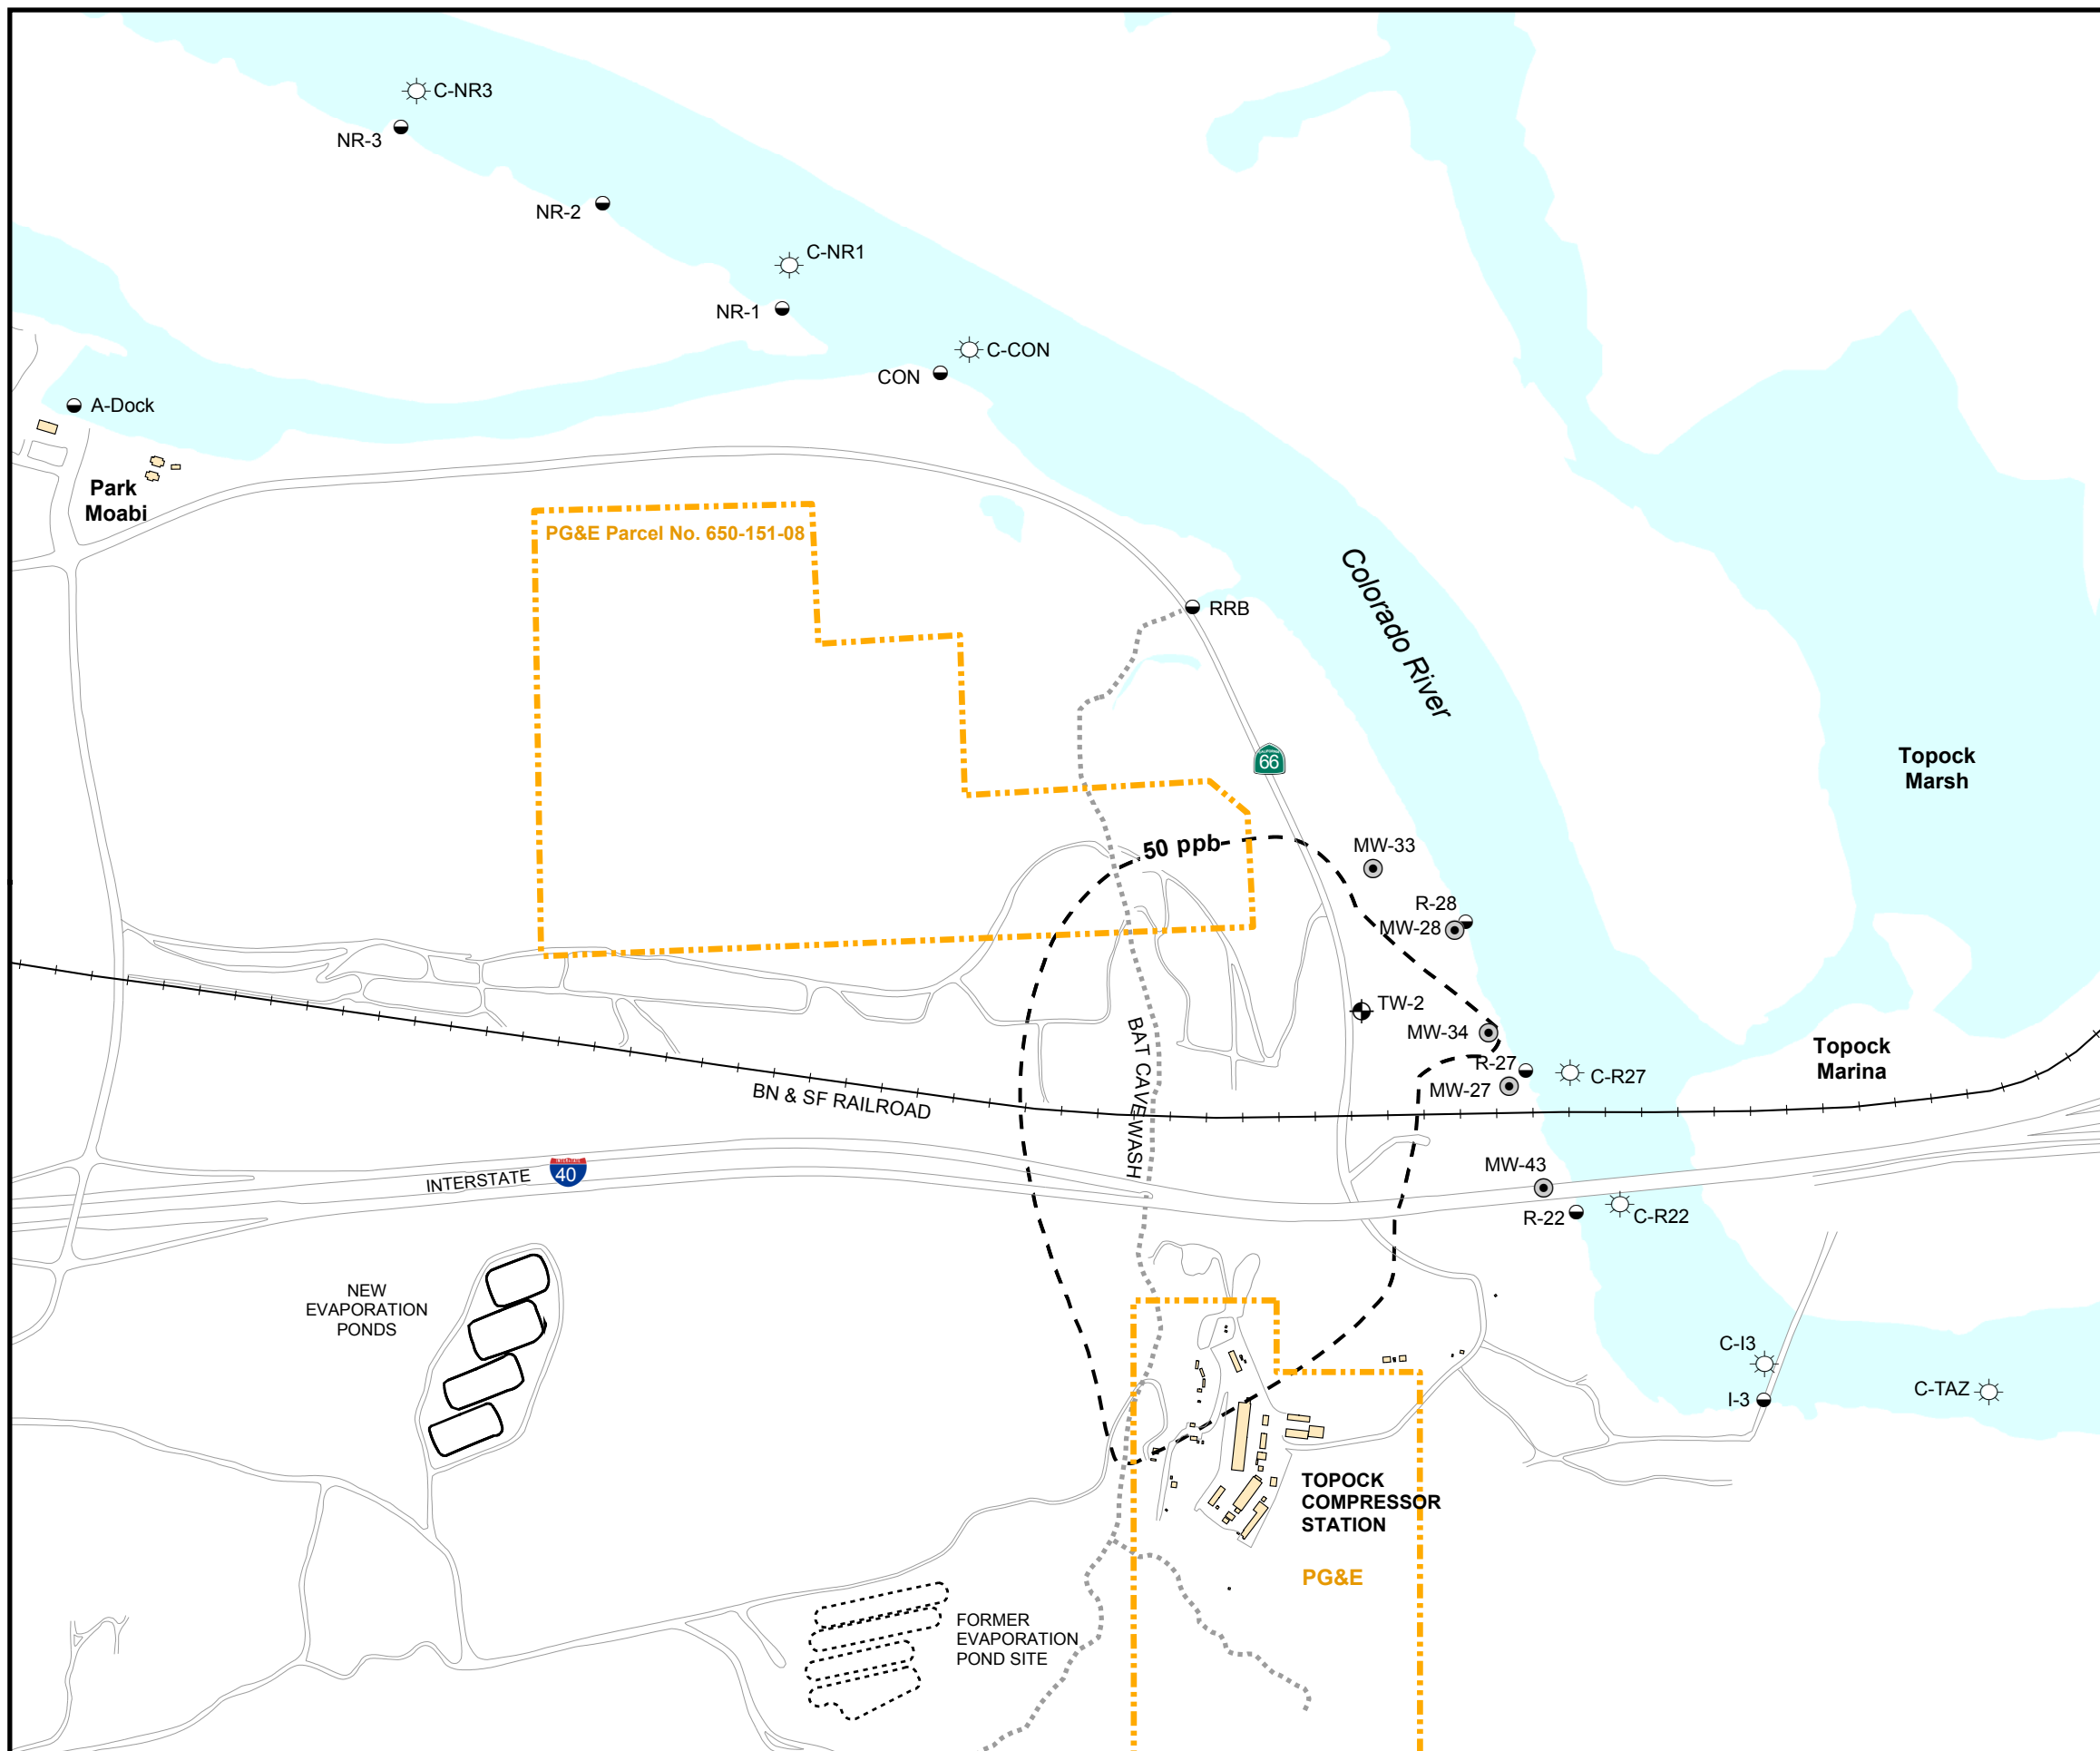 C-NR3
NR-3
NR-2
C-NR1
NR-1
C-CON
CON
A-Dock
Park
Moabi
PG&E Parcel No. 650-151-08
Colorado River
RRB
66
Topock
Marsh
50 ppb
MW-33
R-28
MW-28
TW-2
MW-34
BAT CAVE WASH
Topock
Marina
R-27
C-R27
MW-27
BN & SF RAILROAD
MW-43
INTERSTATE
40
R-22
C-R22
NEW
EVAPORATION
PONDS
C-I3
I-3
C-TAZ
TOPOCK
COMPRESSOR
STATION
PG&E
FORMER
EVAPORATION
POND SITE